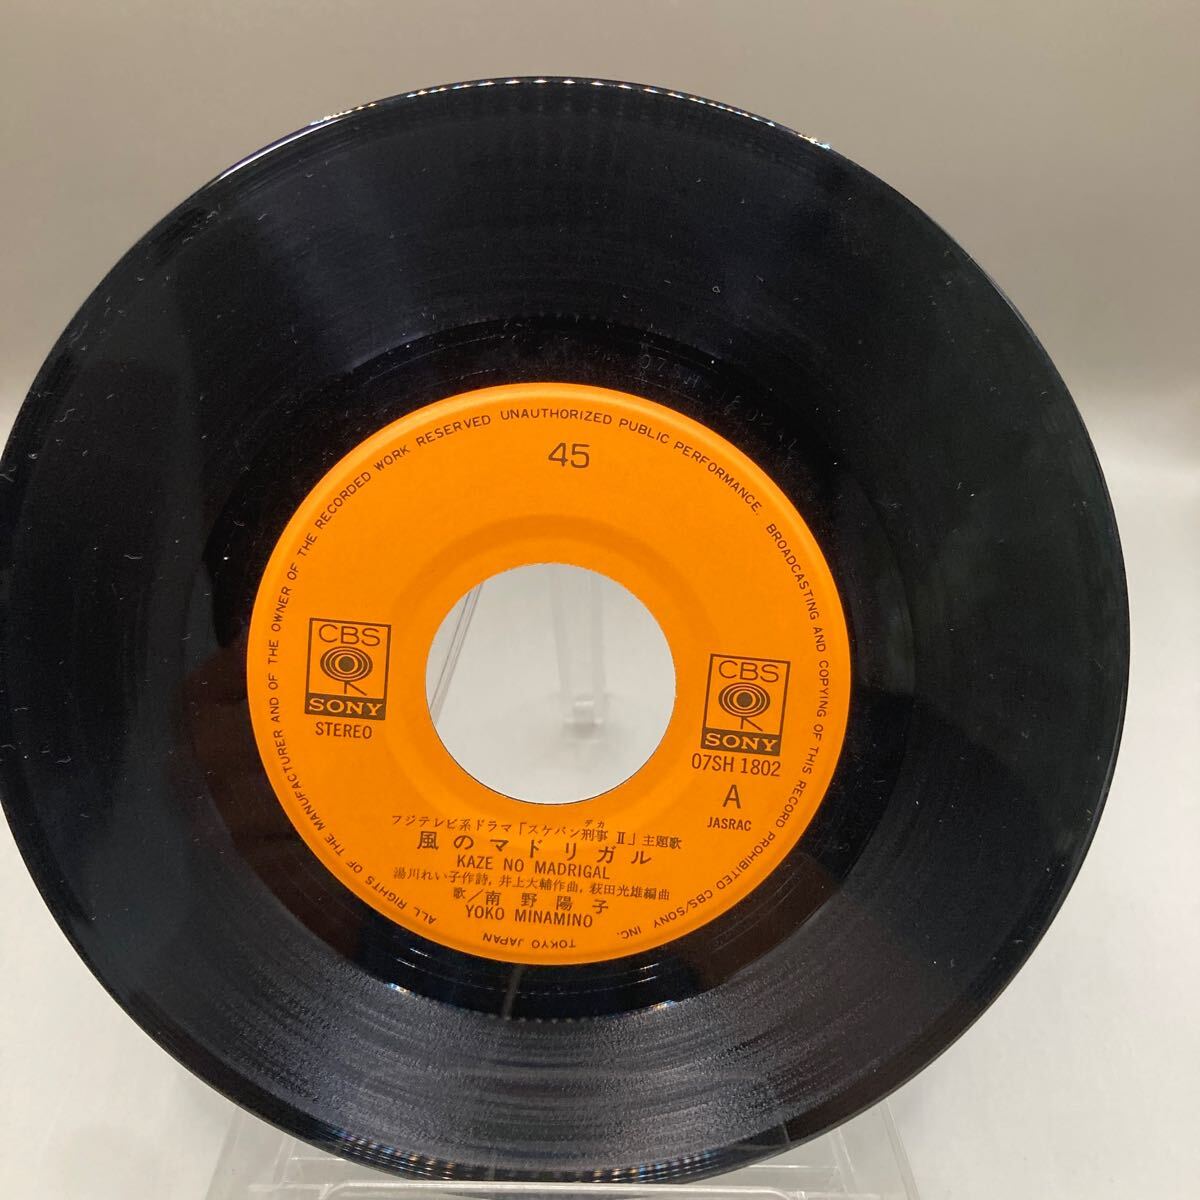 45
CBS
SONY
STEREO
CBS
SONY
07SH 1802
A
JASRAC
デカ
フジテレビ系ドラマ「スケバン刑事 II」主題歌
風のマドリガル
KAZE NO MADRIGAL
湯川れい子作詩, 井上大輔作曲, 萩田光雄編曲
歌/南野陽子
YOKO MINAMINO
ALL RIGHTS OF THE MANUFACTURER AND OF THE OWNER OF THE RECORDED WORK RESERVED UNAUTHORIZED PUBLIC PERFORMANCE. BROADCASTING AND COPYING OF THIS RECORD PROHIBITED CBS/SONY INC. TOKYO JAPAN